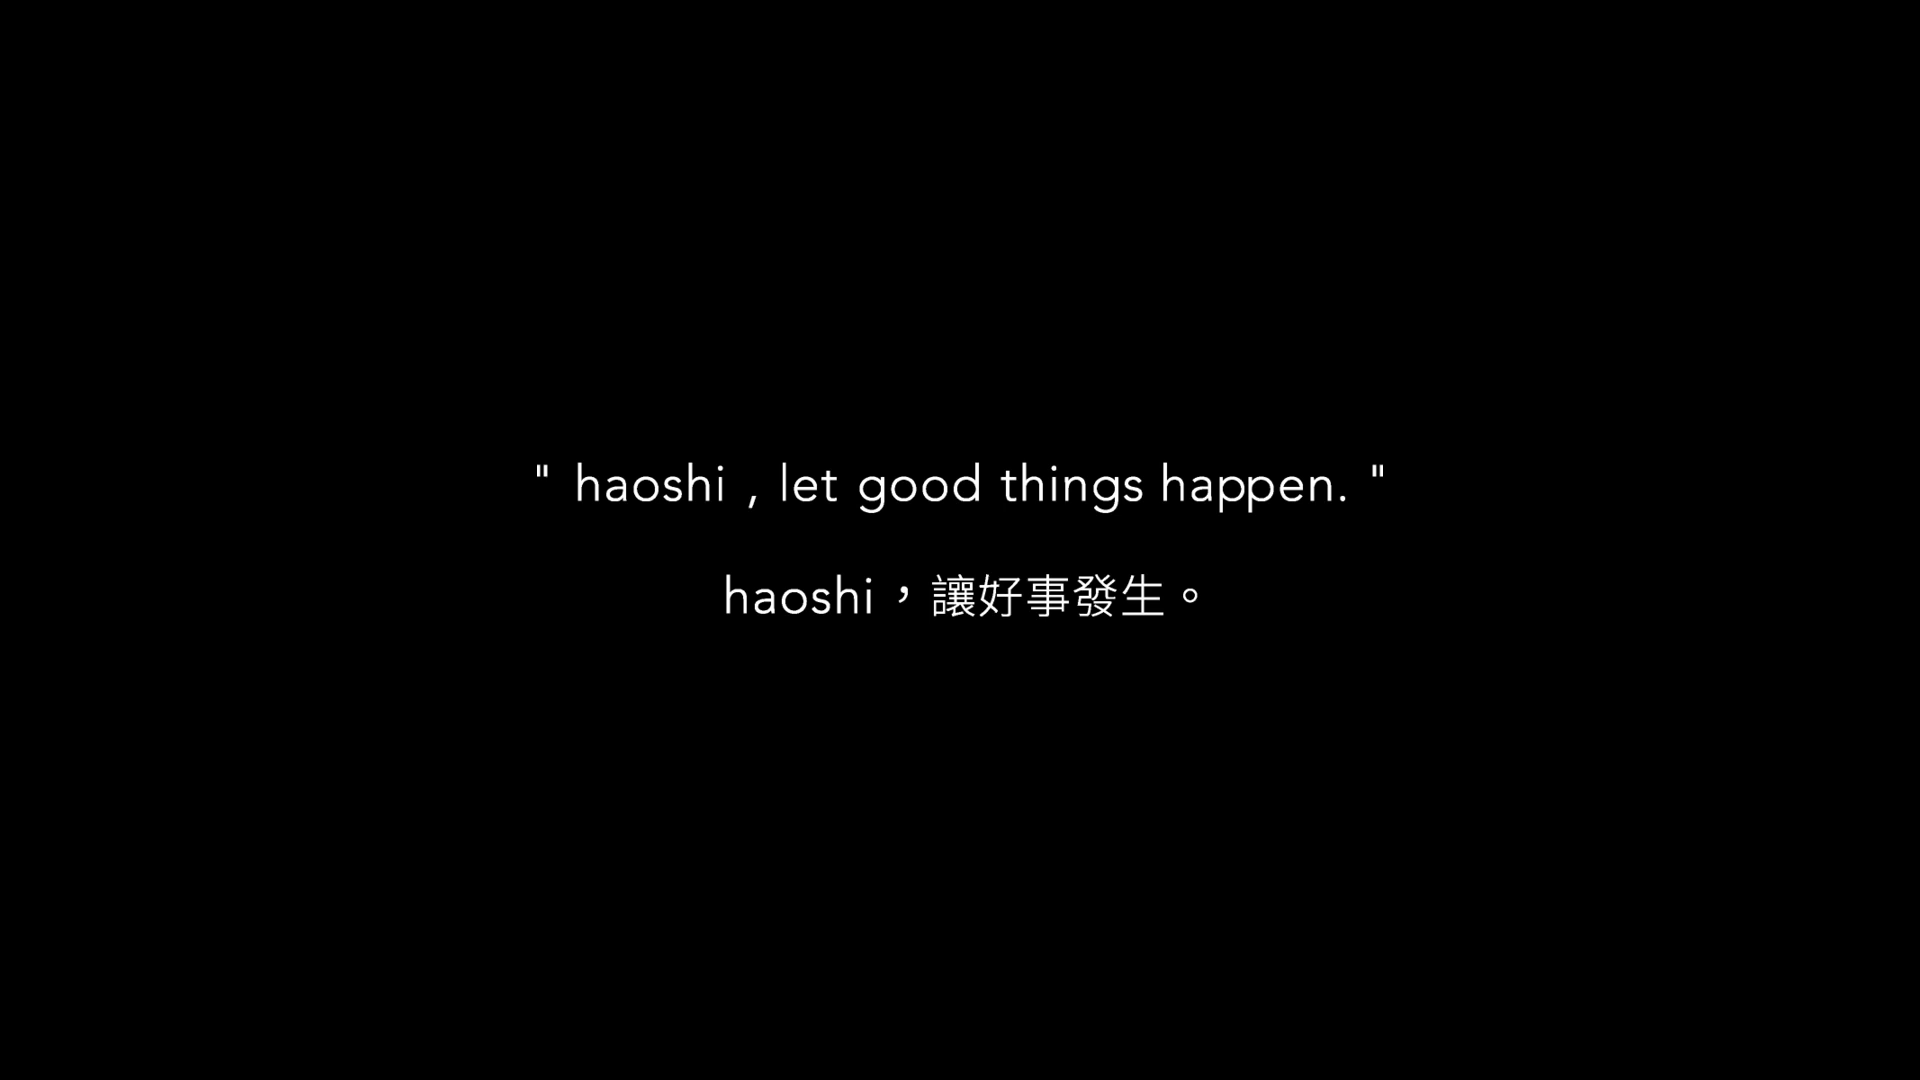 " haoshi , let good things happen. "
haoshi，讓好事發生。